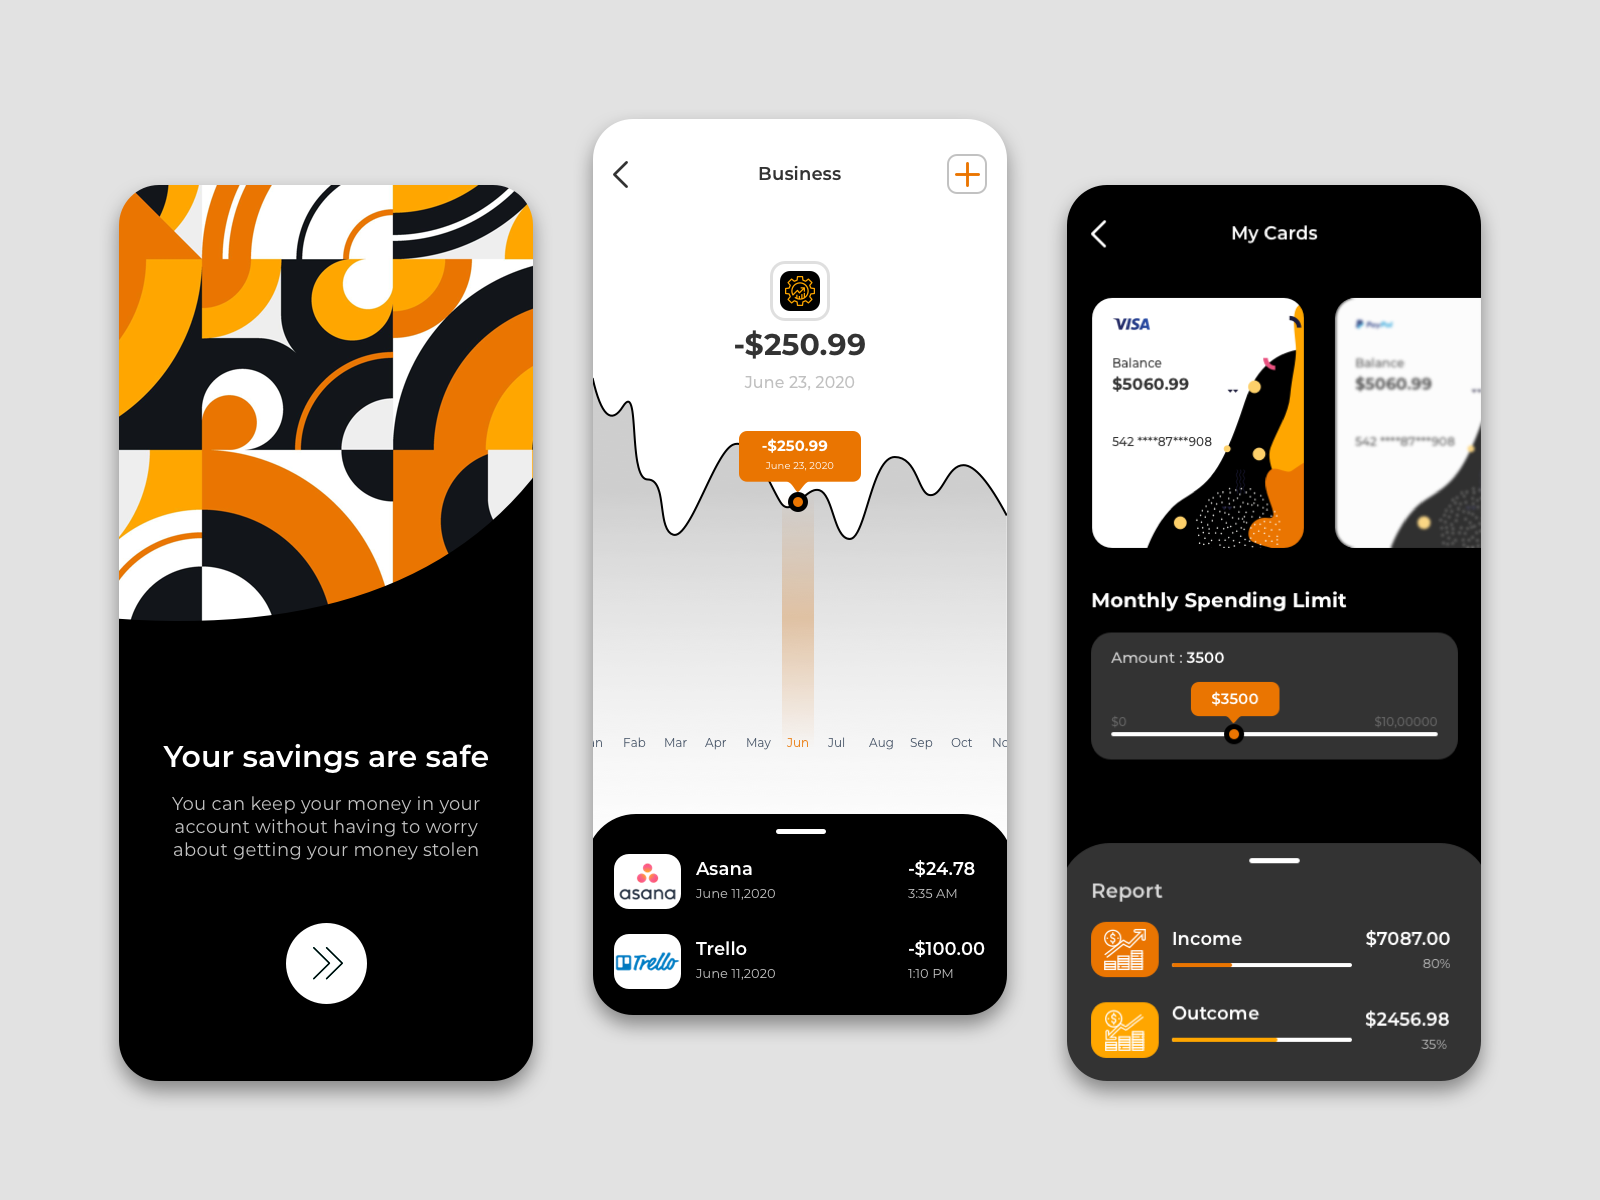 Your savings are safe
You can keep your money in your
account without having to worry
about getting your money stolen
Business
-$250.99
June 23, 2020
-$250.99
June 23, 2020
an Fab Mar Apr May Jun Jul Aug Sep Oct No
asana
Asana
June 11,2020
-$24.78
3:35 AM
Trello
Trello
June 11,2020
-$100.00
1:10 PM
My Cards
VISA
Balance
$5060.99
542 ****87***908
PayPal
Balance
$5060.99
542 ****87***908
Monthly Spending Limit
Amount : 3500
$3500
$0
$10,00000
Report
Income
$7087.00
80%
Outcome
$2456.98
35%